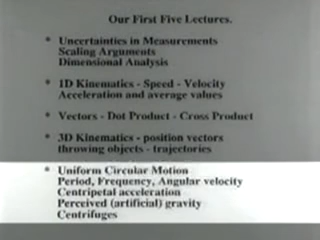 Our First Five Lectures.
* Uncertainties in Measurements
Scaling Arguments
Dimensional Analysis
* 1D Kinematics - Speed - Velocity
Acceleration and average values
* Vectors - Dot Product - Cross Product
* 3D Kinematics - position vectors
throwing objects - trajectories
* Uniform Circular Motion
Period, Frequency, Angular velocity
Centripetal acceleration
Perceived (artificial) gravity
Centrifuges